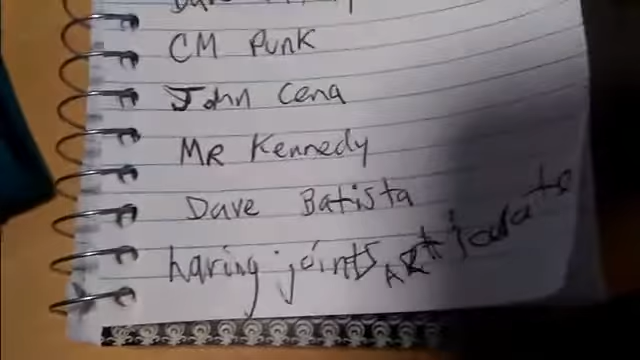 CM Punk
John Cena
MR Kennedy
Dave Batista
having joints